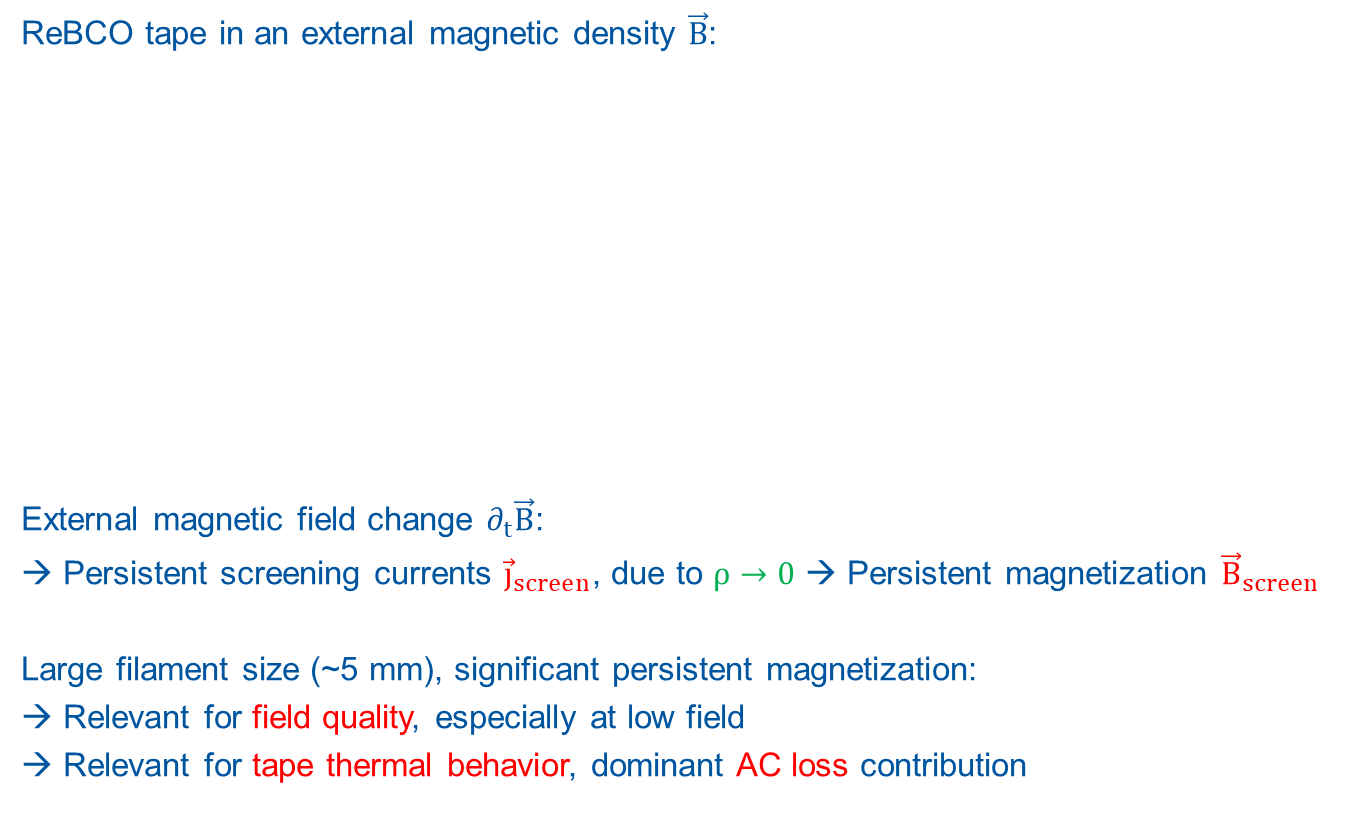 ReBCO tape in an external magnetic density B⃗:
External magnetic field change ∂ₜB⃗:
→ Persistent screening currents j⃗screen, due to ρ → 0 → Persistent magnetization B⃗screen
Large filament size (~5 mm), significant persistent magnetization:
→ Relevant for field quality, especially at low field
→ Relevant for tape thermal behavior, dominant AC loss contribution